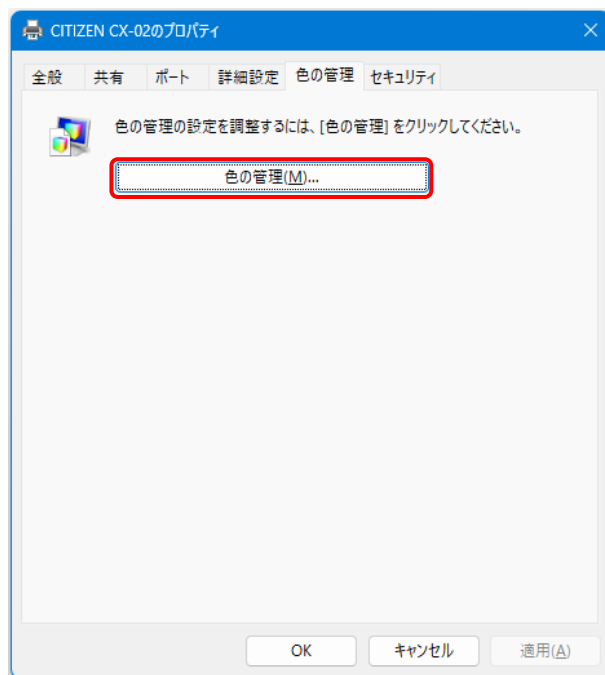 CITIZEN CX-02のプロパティ
全般 共有 ポート 詳細設定 色の管理 セキュリティ
色の管理の設定を調整するには、[色の管理] をクリックしてください。
色の管理(M)...
OK キャンセル 適用(A)